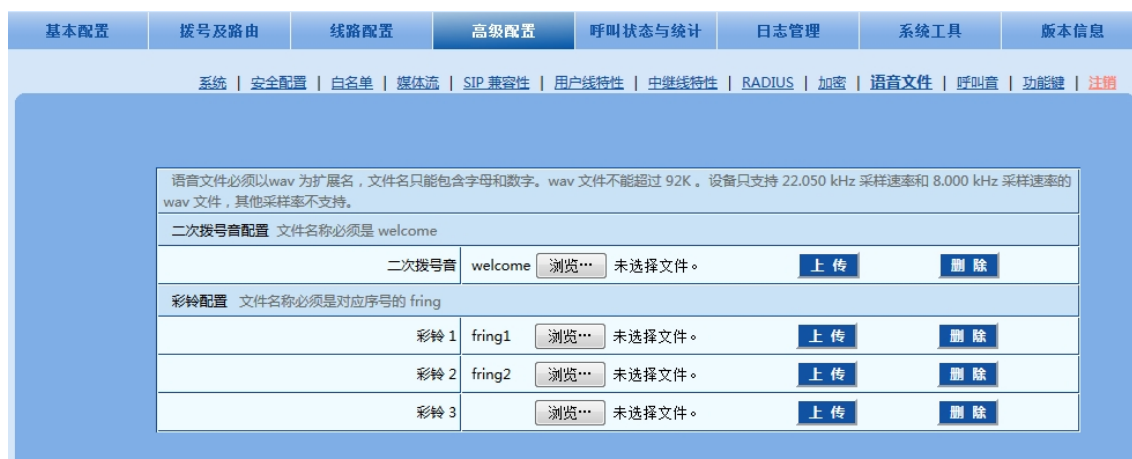 基本配置 拨号及路由 线路配置 高级配置 呼叫状态与统计 日志管理 系统工具 版本信息
系统 | 安全配置 | 白名单 | 媒体流 | SIP 兼容性 | 用户线特性 | 中继线特性 | RADIUS | 加密 | 语音文件 | 呼叫音 | 功能键 | 注销
语音文件必须以wav 为扩展名，文件名只能包含字母和数字。wav 文件不能超过 92K 。设备只支持 22.050 kHz 采样速率和 8.000 kHz 采样速率的
wav 文件，其他采样率不支持。
二次拨号音配置 文件名称必须是 welcome
二次拨号音 welcome 浏览… 未选择文件。 上 传 删 除
彩铃配置 文件名称必须是对应序号的 fring
彩铃 1 fring1 浏览… 未选择文件。 上 传 删 除
彩铃 2 fring2 浏览… 未选择文件。 上 传 删 除
彩铃 3 浏览… 未选择文件。 上 传 删 除